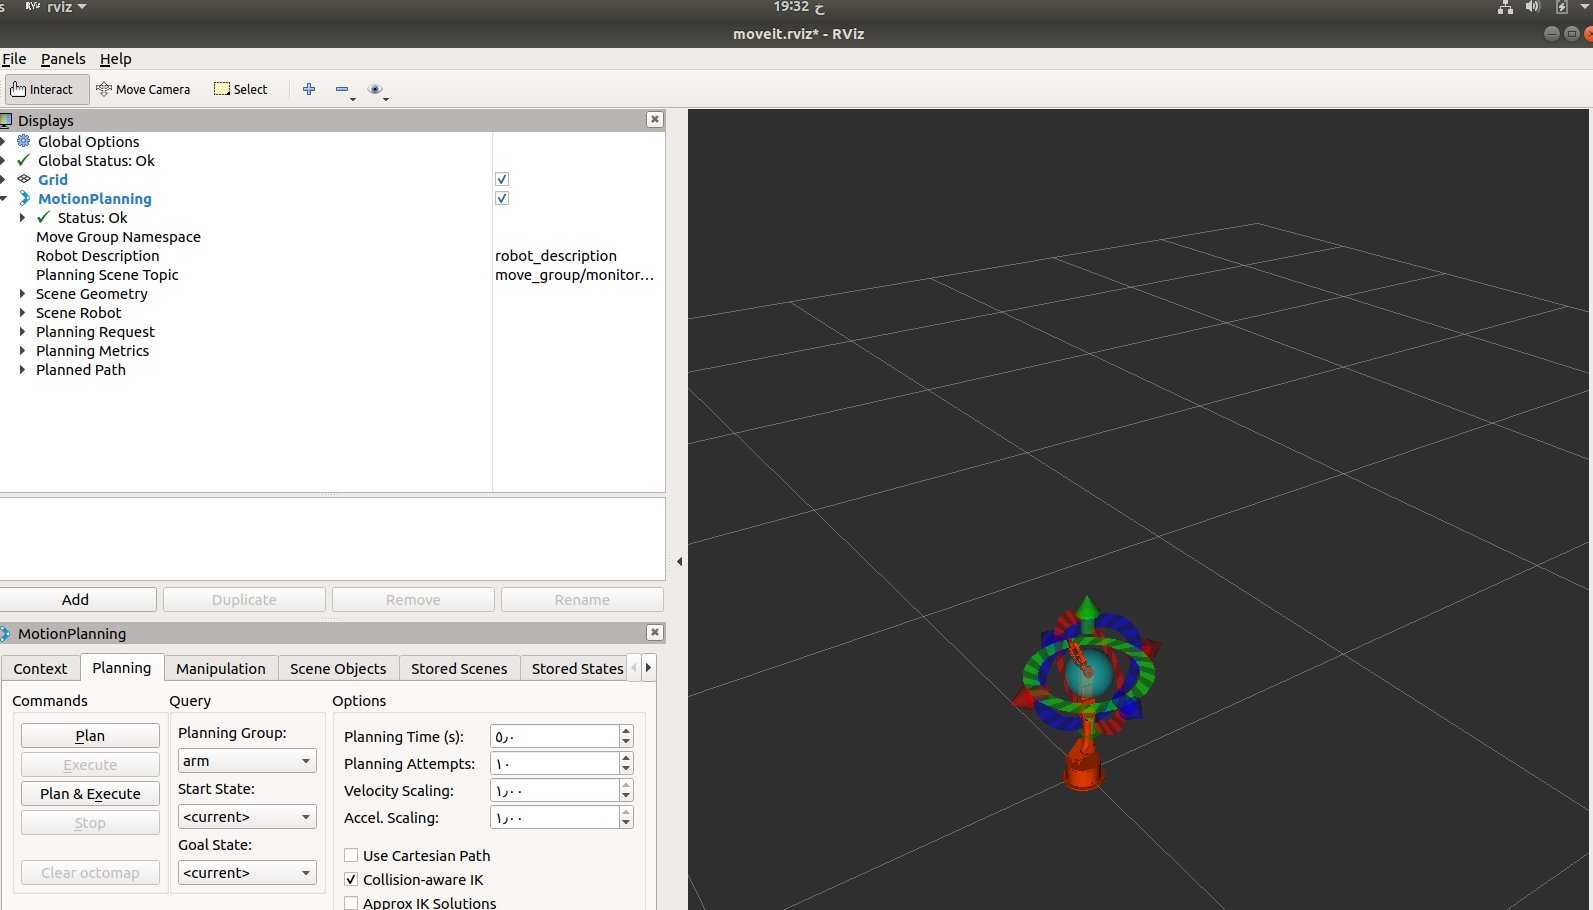 s rviz
19:32 خ
moveit.rviz* - RViz
File Panels Help
Interact Move Camera Select
Displays
Global Options
Global Status: Ok
Grid
MotionPlanning
Status: Ok
Move Group Namespace
Robot Description robot_description
Planning Scene Topic move_group/monitor…
Scene Geometry
Scene Robot
Planning Request
Planning Metrics
Planned Path
Add Duplicate Remove Rename
MotionPlanning
Context Planning Manipulation Scene Objects Stored Scenes Stored States
Commands Query Options
Plan
Execute
Plan & Execute
Stop
Clear octomap
Planning Group:
arm
Start State:
<current>
Goal State:
<current>
Planning Time (s): ٥٫٠
Planning Attempts: ١٠
Velocity Scaling: ١٫٠٠
Accel. Scaling: ١٫٠٠
Use Cartesian Path
Collision-aware IK
Approx IK Solutions